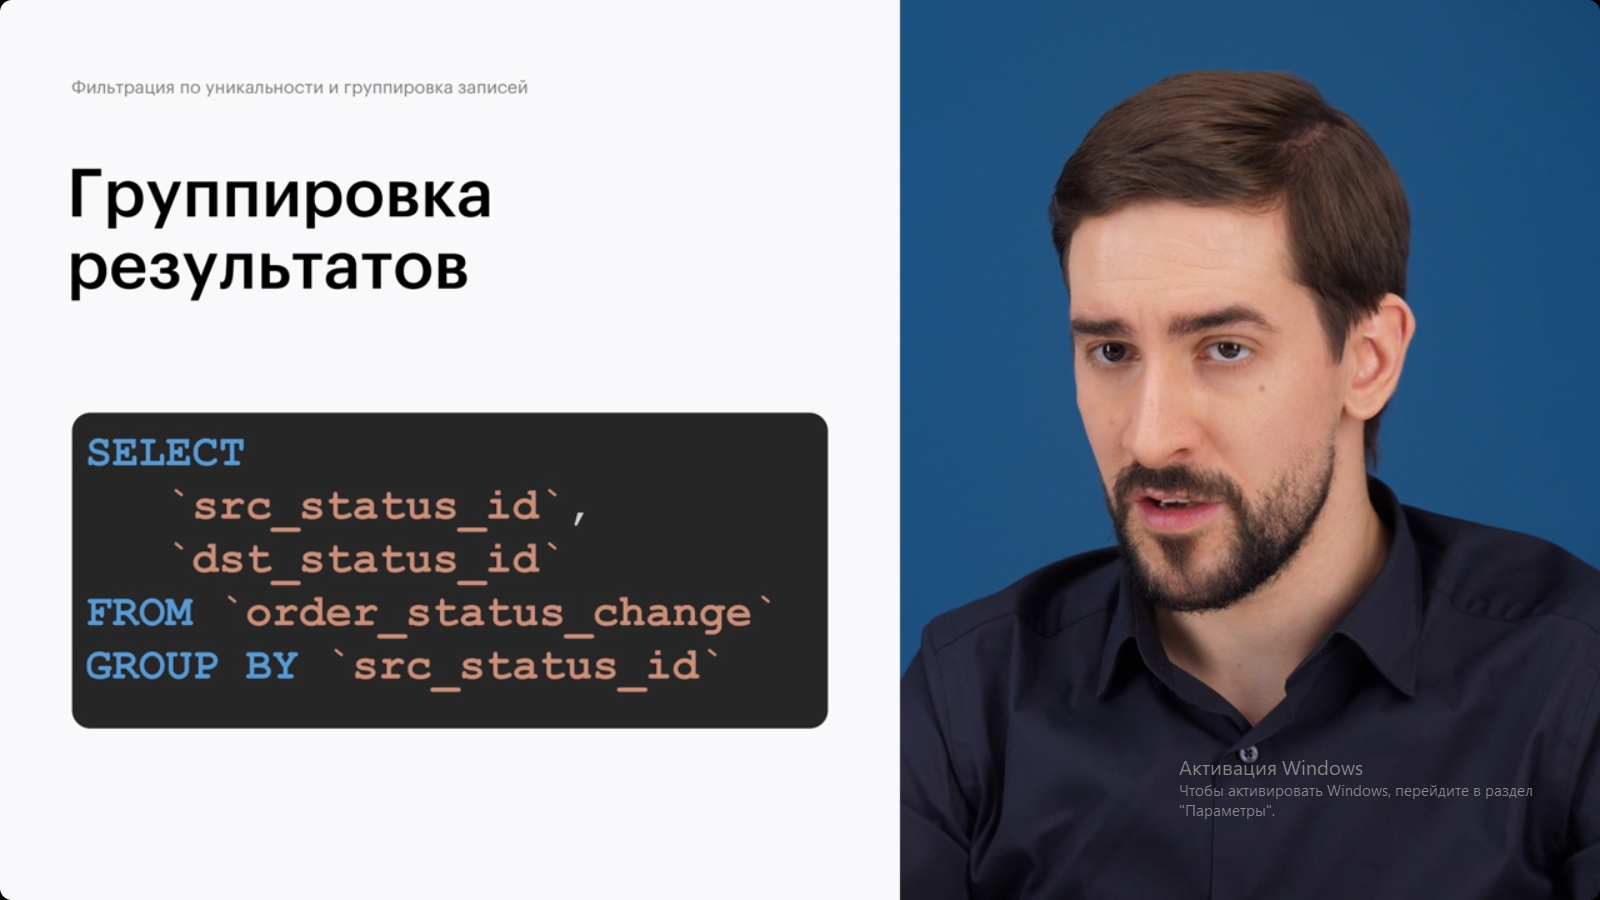 Фильтрация по уникальности и группировка записей
Группировка
результатов
SELECT
`src_status_id`,
`dst_status_id`
FROM `order_status_change`
GROUP BY `src_status_id`
Активация Windows
Чтобы активировать Windows, перейдите в раздел
"Параметры".